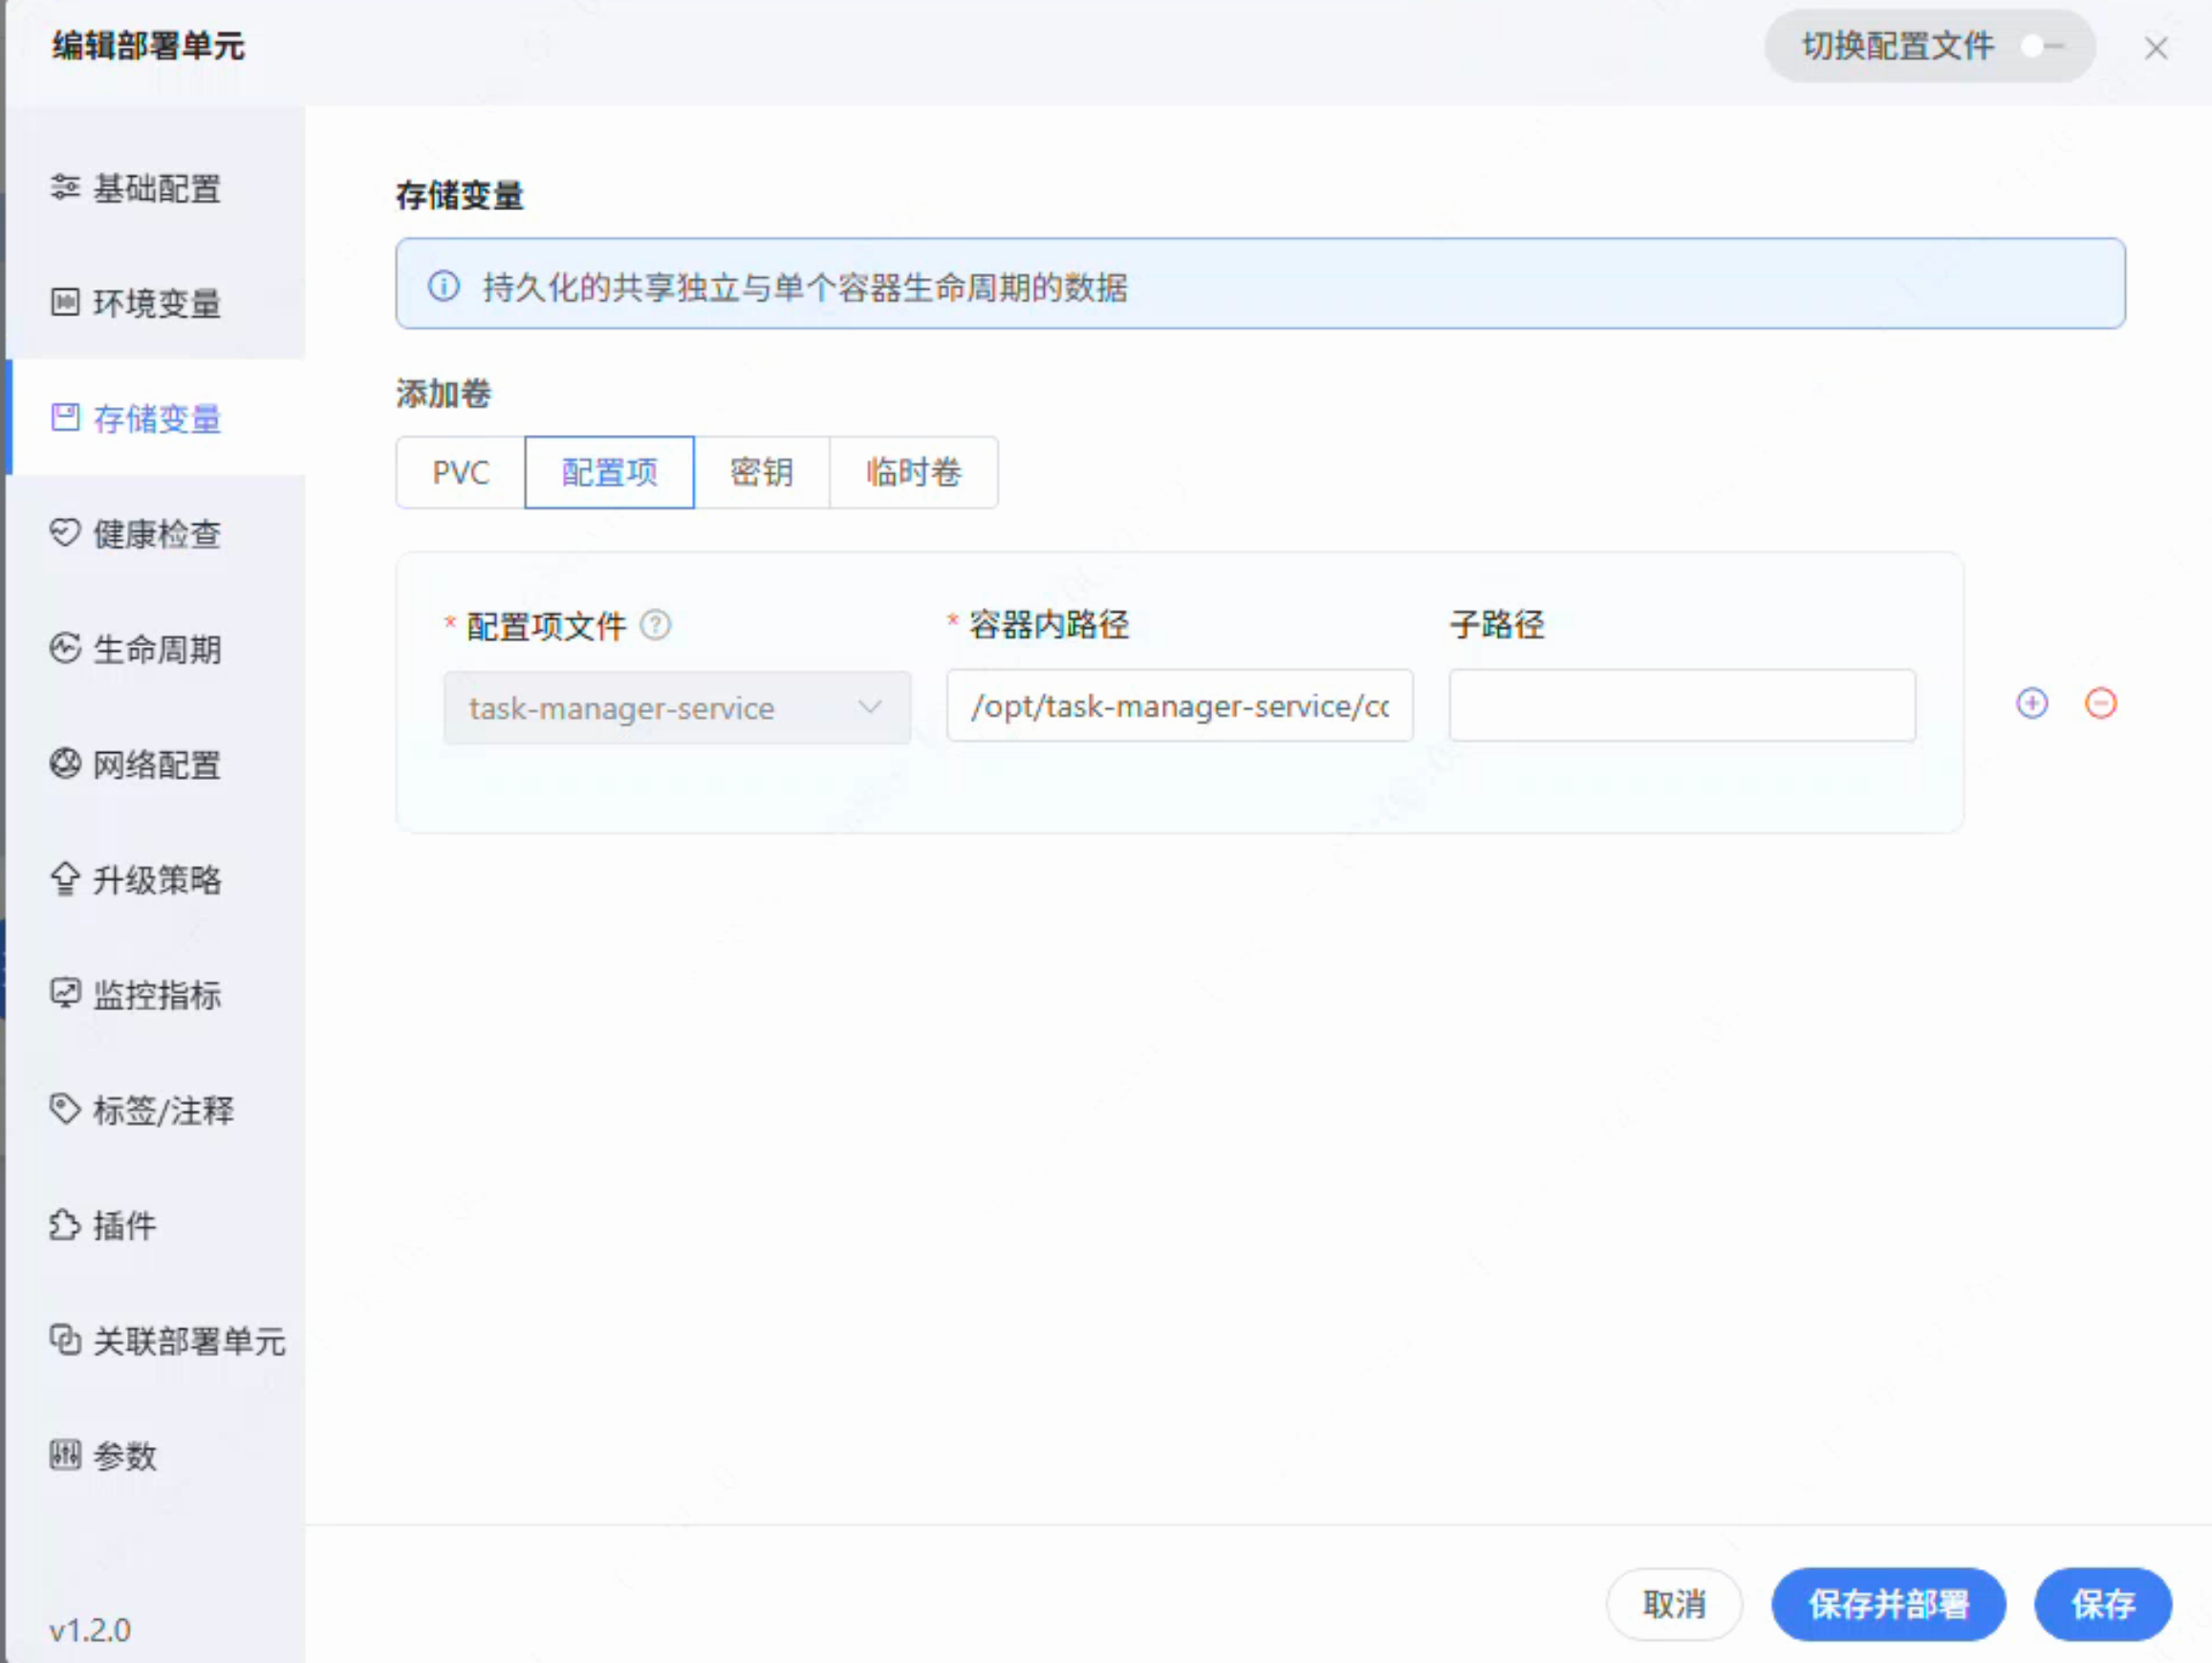 编辑部署单元
切换配置文件
基础配置
环境变量
存储变量
健康检查
生命周期
网络配置
升级策略
监控指标
标签/注释
插件
关联部署单元
参数
v1.2.0
存储变量
持久化的共享独立与单个容器生命周期的数据
添加卷
PVC 配置项 密钥 临时卷
* 配置项文件 * 容器内路径 子路径
task-manager-service /opt/task-manager-service/cc
取消 保存并部署 保存